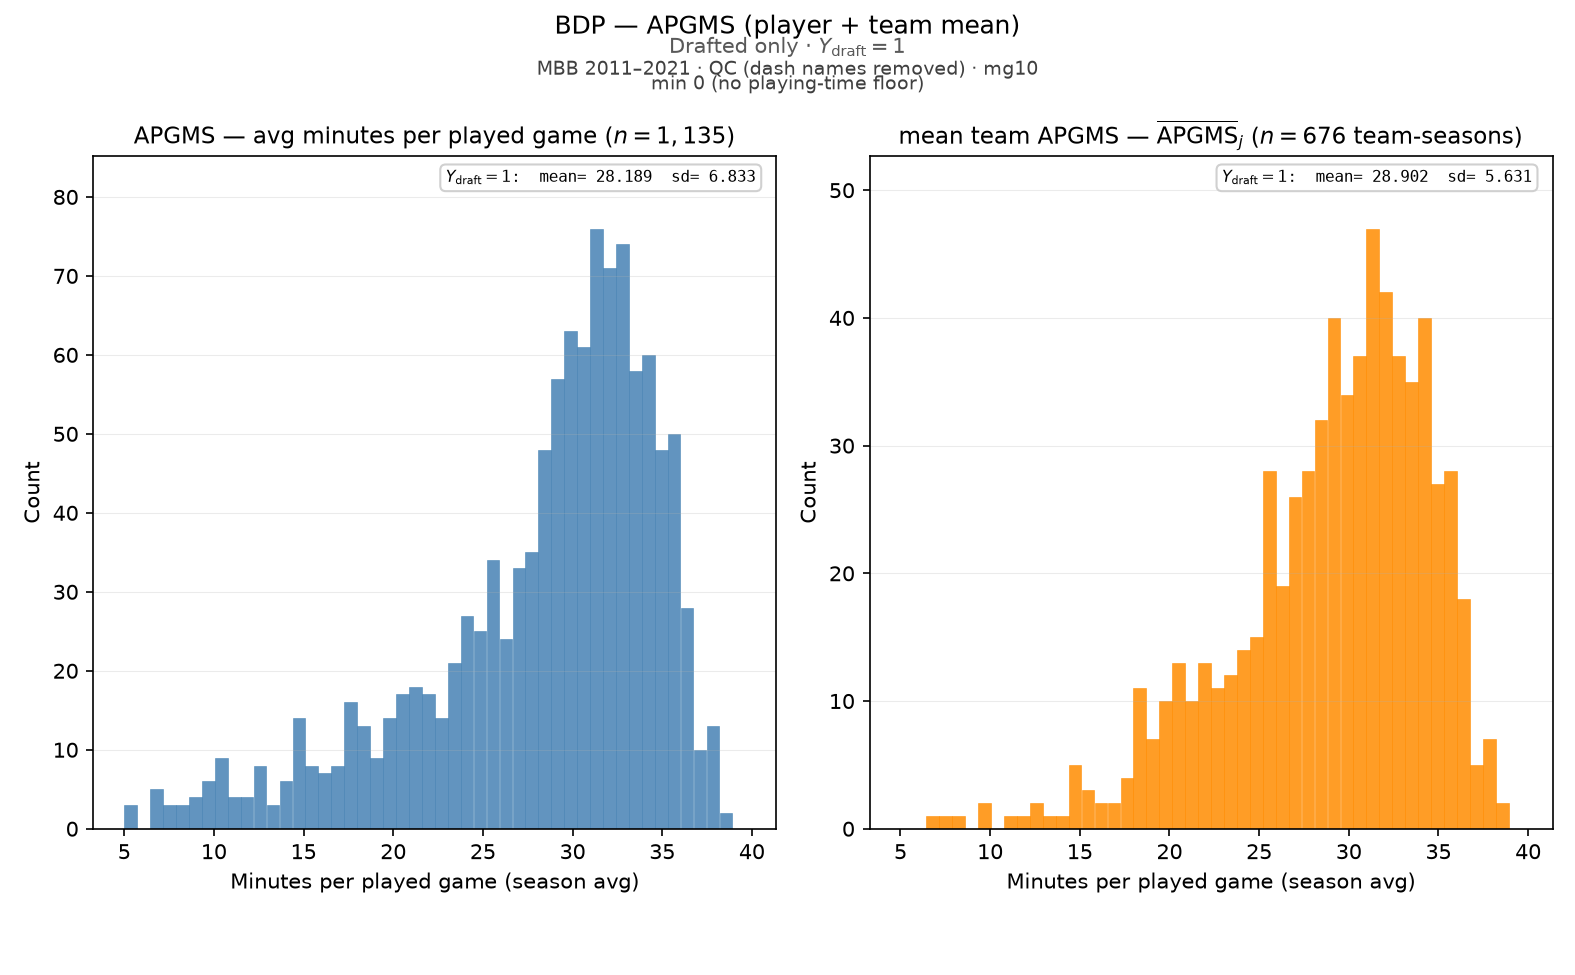 BDP — APGMS (player + team mean)
Drafted only · Y_draft = 1
MBB 2011–2021 · QC (dash names removed) · mg10
min 0 (no playing-time floor)
APGMS — avg minutes per played game (n = 1, 135)
Y_draft = 1: mean= 28.189 sd= 6.833
80
70
60
50
40
30
20
10
0
Count
5 10 15 20 25 30 35 40
Minutes per played game (season avg)
mean team APGMS — A̅P̅G̅M̅S̅_j (n = 676 team-seasons)
Y_draft = 1: mean= 28.902 sd= 5.631
50
40
30
20
10
0
Count
5 10 15 20 25 30 35 40
Minutes per played game (season avg)